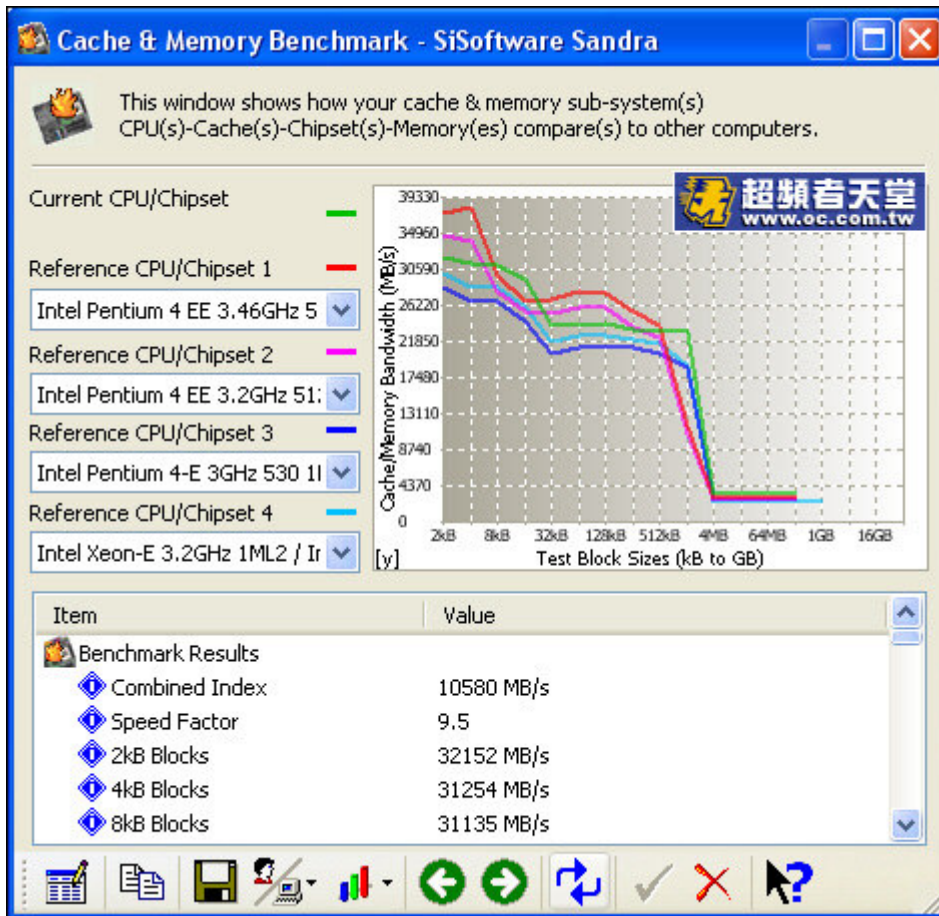 Cache & Memory Benchmark - SiSoftware Sandra
This window shows how your cache & memory sub-system(s)
CPU(s)-Cache(s)-Chipset(s)-Memory(es) compare(s) to other computers.
Current CPU/Chipset
Reference CPU/Chipset 1
Intel Pentium 4 EE 3.46GHz 5
Reference CPU/Chipset 2
Intel Pentium 4 EE 3.2GHz 51
Reference CPU/Chipset 3
Intel Pentium 4-E 3GHz 530 1
Reference CPU/Chipset 4
Intel Xeon-E 3.2GHz 1ML2 / Ir
超頻者天堂
www.oc.com.tw
Cache/Memory Bandwidth (MB/s)
39330
34960
30590
26220
21850
17480
13110
8740
4370
0
2kB 8kB 32kB 128kB 512kB 4MB 64MB 1GB 16GB
[y] Test Block Sizes (kB to GB)
Item Value
Benchmark Results
Combined Index 10580 MB/s
Speed Factor 9.5
2kB Blocks 32152 MB/s
4kB Blocks 31254 MB/s
8kB Blocks 31135 MB/s